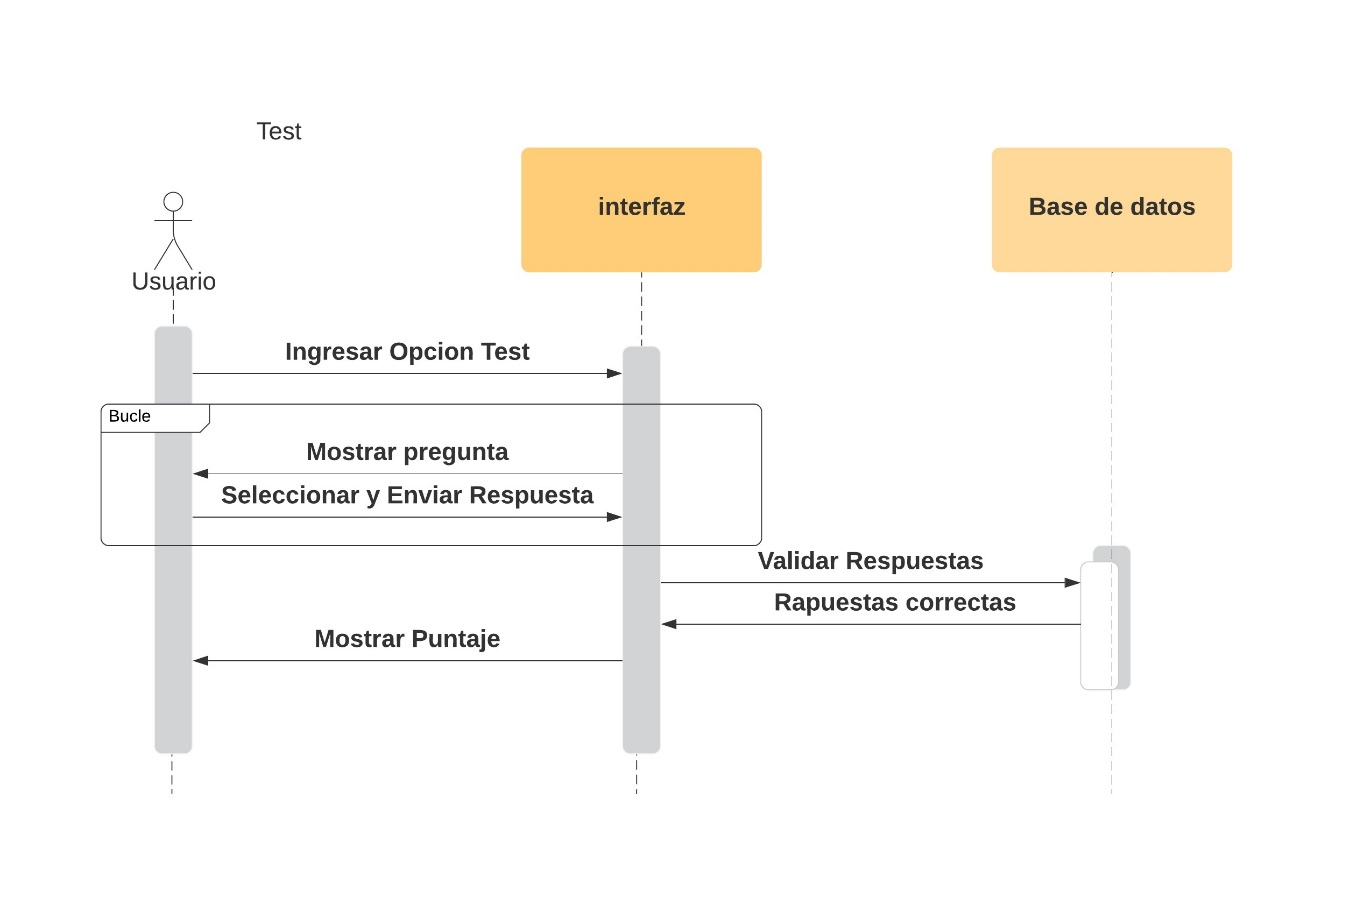 Test
interfaz
Base de datos
Usuario
Ingresar Opcion Test
Bucle
Mostrar pregunta
Seleccionar y Enviar Respuesta
Validar Respuestas
Rapuestas correctas
Mostrar Puntaje